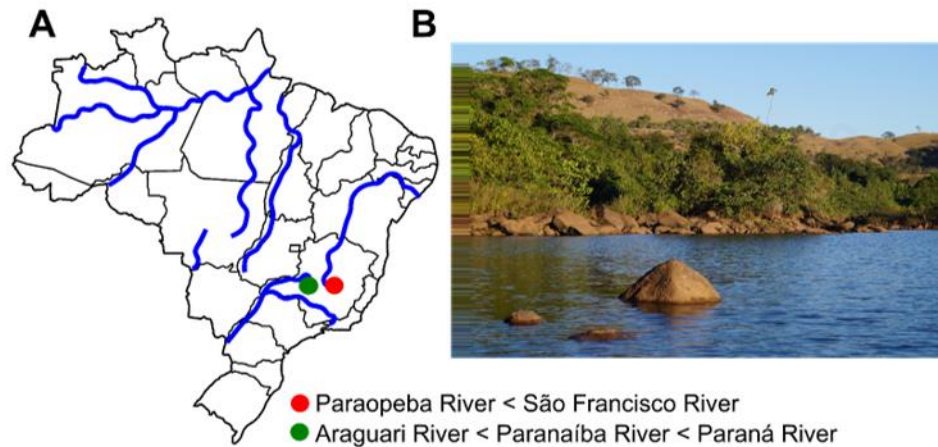 A
B
Paraopeba River < São Francisco River
Araguari River < Paranaíba River < Paraná River